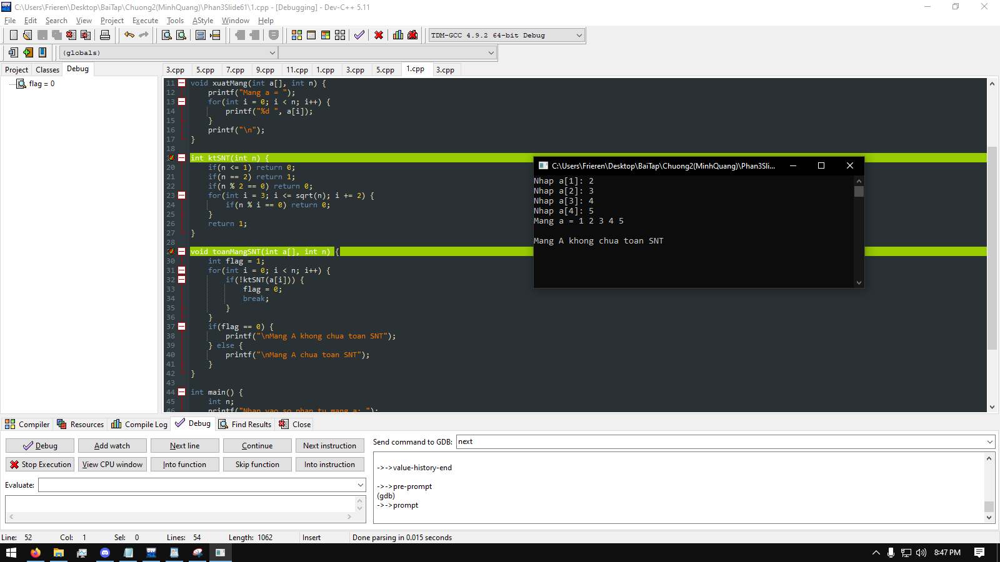 C:\Users\Frieren\Desktop\BaiTap\Chuong2(MinhQuang)\Phan3Slide61\1.cpp - [Debugging] - Dev-C++ 5.11
File Edit Search View Project Execute Tools AStyle Window Help
TDM-GCC 4.9.2 64-bit Debug
(globals)
Project Classes Debug
3.cpp 5.cpp 7.cpp 9.cpp 11.cpp 1.cpp 3.cpp 5.cpp 1.cpp 3.cpp
flag = 0
11 void xuatMang(int a[], int n) {
12 printf("Mang a = ");
13 for(int i = 0; i < n; i++) {
14 printf("%d ", a[i]);
15 }
16 printf("\n");
17 }
18
int ktSNT(int n) {
20 if(n <= 1) return 0;
21 if(n == 2) return 1;
22 if(n % 2 == 0) return 0;
23 for(int i = 3; i <= sqrt(n); i += 2) {
24 if(n % i == 0) return 0;
25 }
26 return 1;
27 }
28
void toanMangSNT(int a[], int n) {
30 int flag = 1;
31 for(int i = 0; i < n; i++) {
32 if(!ktSNT(a[i])) {
33 flag = 0;
34 break;
35 }
36 }
37 if(flag == 0) {
38 printf("\nMang A khong chua toan SNT");
39 } else {
40 printf("\nMang A chua toan SNT");
41 }
42 }
43
44 int main() {
45 int n;
46 printf("Nhap vao so phan tu mang a: ");
C:\Users\Frieren\Desktop\BaiTap\Chuong2(MinhQuang)\Phan3Sli...
Nhap a[1]: 2
Nhap a[2]: 3
Nhap a[3]: 4
Nhap a[4]: 5
Mang a = 1 2 3 4 5
Mang A khong chua toan SNT
Compiler Resources Compile Log Debug Find Results Close
Debug Add watch Next line Continue Next instruction
Stop Execution View CPU window Into function Skip function Into instruction
Evaluate:
Send command to GDB: next
->->value-history-end
->->pre-prompt
(gdb)
->->prompt
Line: 52 Col: 1 Sel: 0 Lines: 54 Length: 1062 Insert Done parsing in 0.015 seconds
8:47 PM